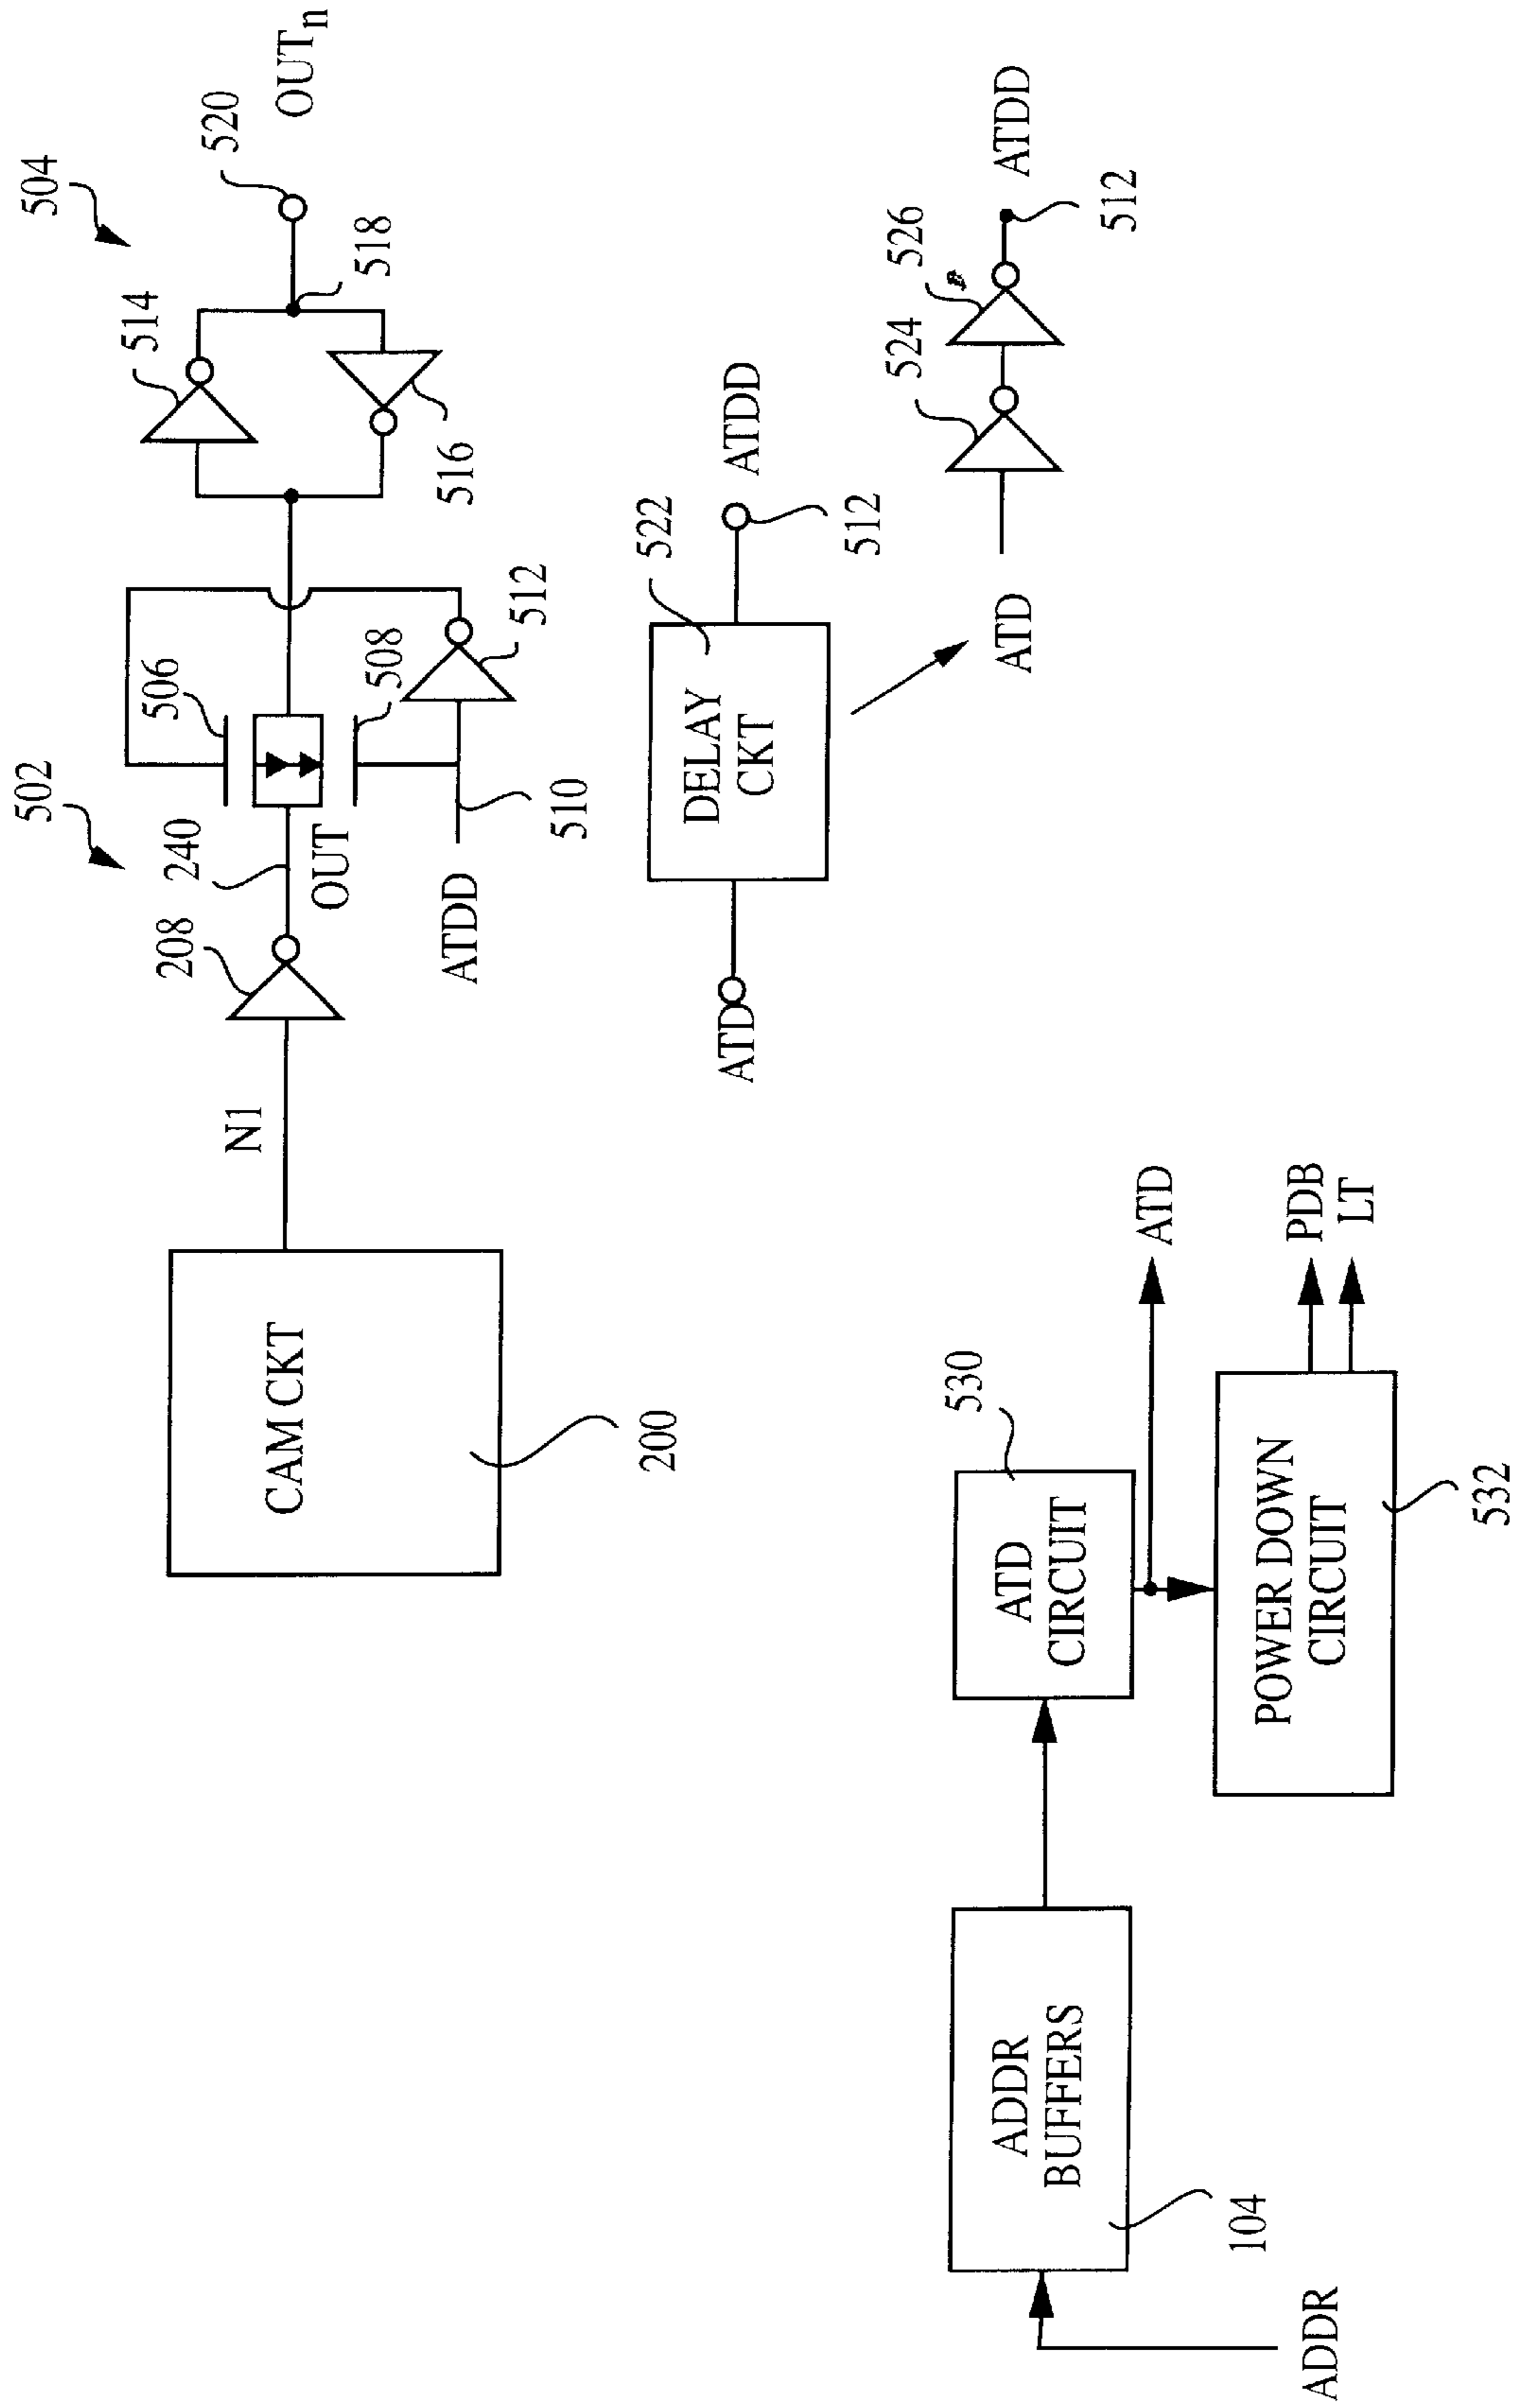 502
504
CAM CKT
200
N1
208
240
OUT
506
508
ATDD
510
512
514
516
518
520
OUTn
ATD
DELAY
CKT
522
ATDD
512
ATD
524
526
ATDD
512
ADDR
ADDR
BUFFERS
104
ATD
CIRCUIT
530
ATD
POWER DOWN
CIRCUIT
532
PDB
LT